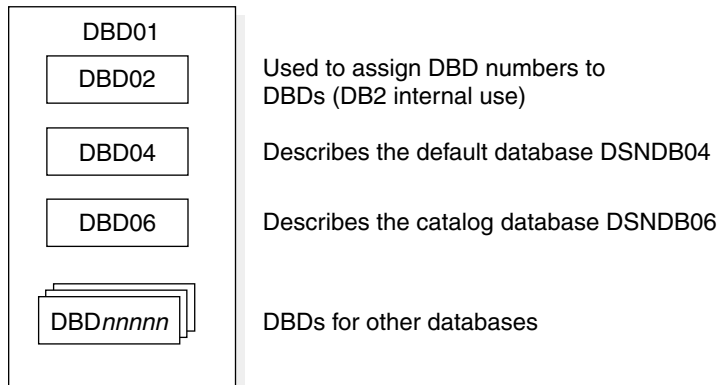 DBD01
DBD02
Used to assign DBD numbers to
DBDs (DB2 internal use)
DBD04
Describes the default database DSNDB04
DBD06
Describes the catalog database DSNDB06
DBDnnnnn
DBDs for other databases